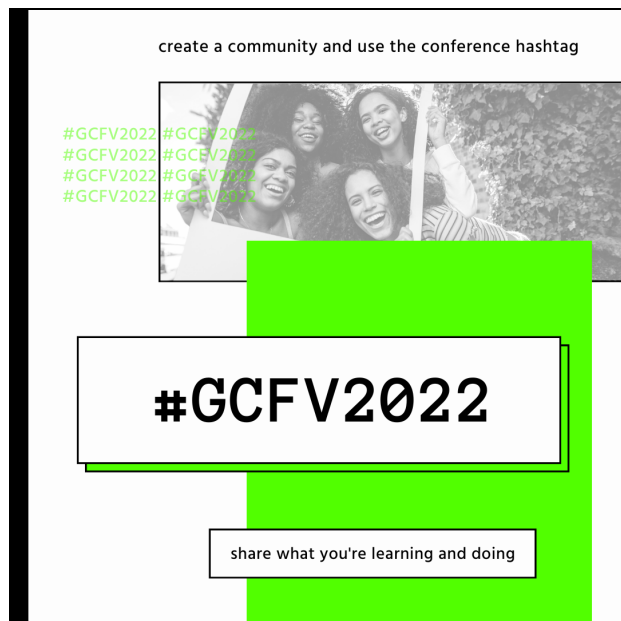 create a community and use the conference hashtag
#GCFV2022 #GCFV2022
#GCFV2022 #GCFV2022
#GCFV2022 #GCFV2022
#GCFV2022 #GCFV2022
#GCFV2022
share what you're learning and doing